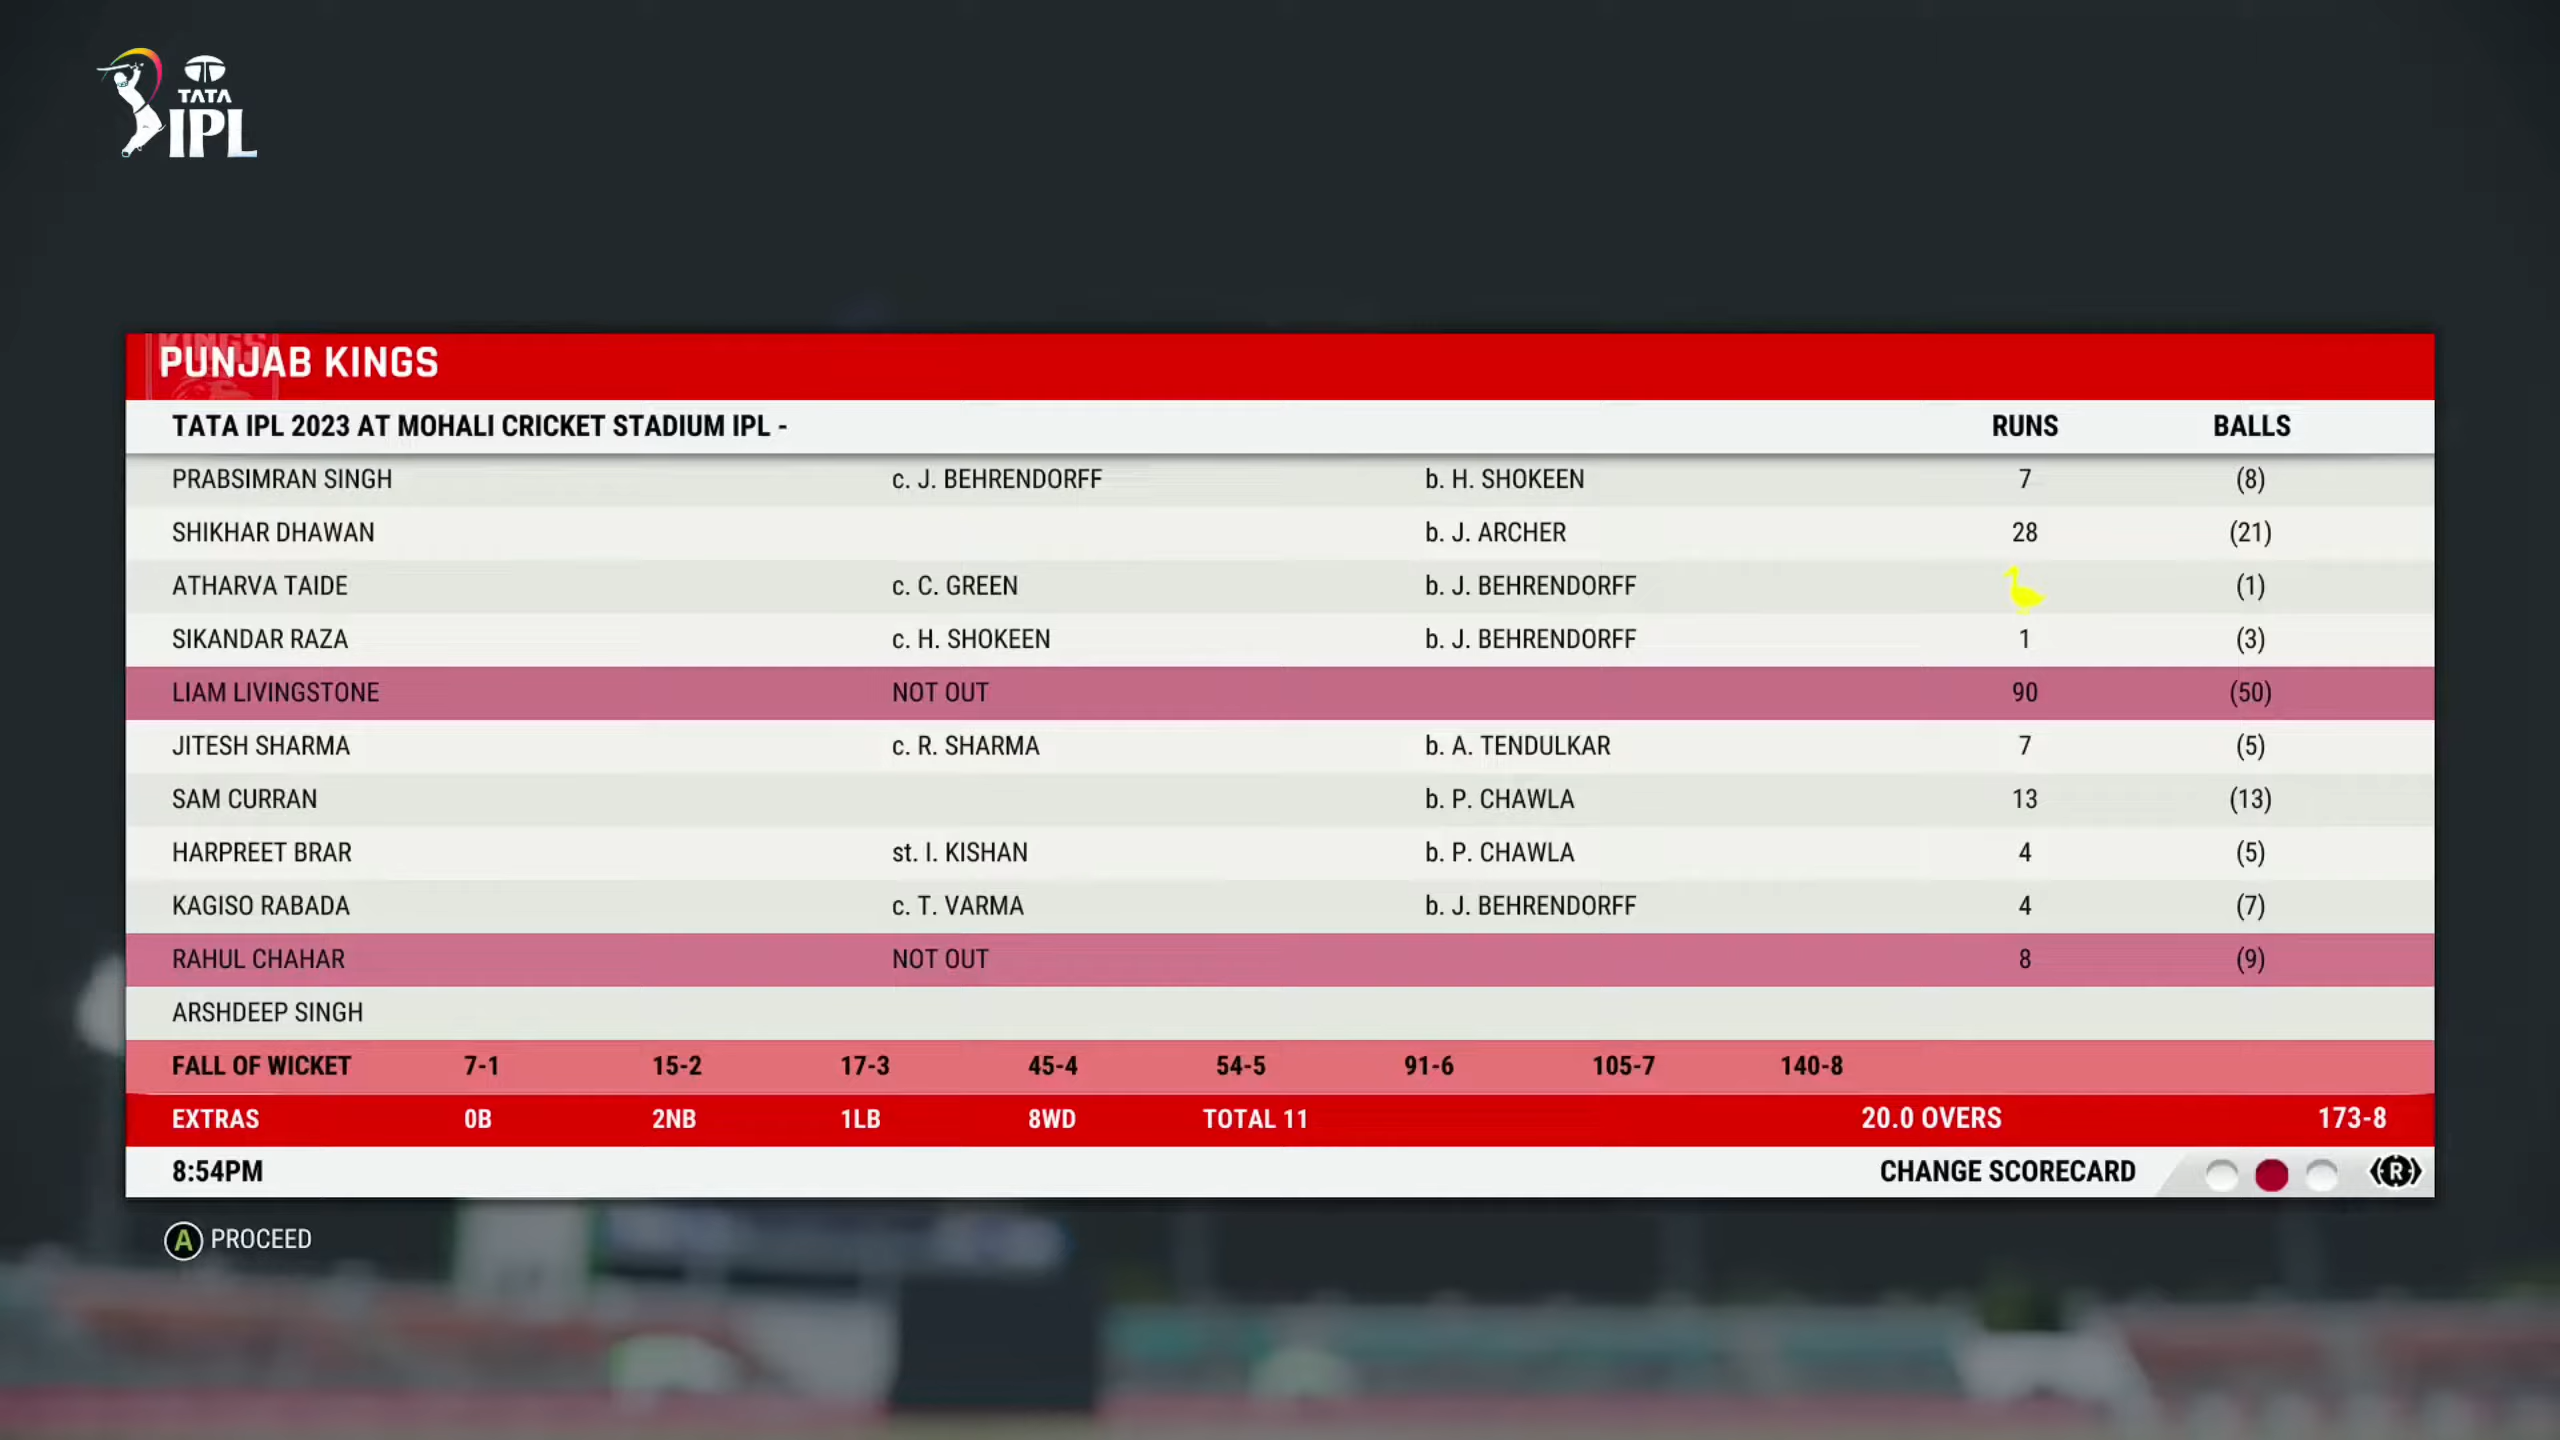 TATA
IPL
PUNJAB KINGS
TATA IPL 2023 AT MOHALI CRICKET STADIUM IPL - RUNS BALLS
PRABSIMRAN SINGH c. J. BEHRENDORFF b. H. SHOKEEN 7 (8)
SHIKHAR DHAWAN b. J. ARCHER 28 (21)
ATHARVA TAIDE c. C. GREEN b. J. BEHRENDORFF (1)
SIKANDAR RAZA c. H. SHOKEEN b. J. BEHRENDORFF 1 (3)
LIAM LIVINGSTONE NOT OUT 90 (50)
JITESH SHARMA c. R. SHARMA b. A. TENDULKAR 7 (5)
SAM CURRAN b. P. CHAWLA 13 (13)
HARPREET BRAR st. I. KISHAN b. P. CHAWLA 4 (5)
KAGISO RABADA c. T. VARMA b. J. BEHRENDORFF 4 (7)
RAHUL CHAHAR NOT OUT 8 (9)
ARSHDEEP SINGH
FALL OF WICKET 7-1 15-2 17-3 45-4 54-5 91-6 105-7 140-8
EXTRAS 0B 2NB 1LB 8WD TOTAL 11 20.0 OVERS 173-8
8:54PM CHANGE SCORECARD R
A PROCEED